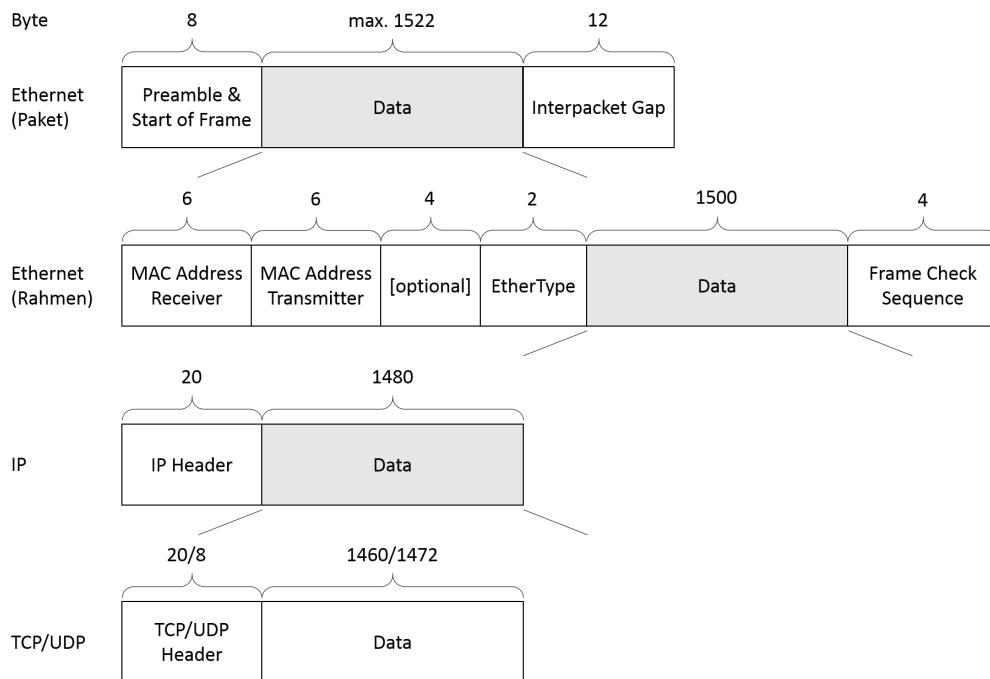 Byte
8
max. 1522
12
Ethernet
(Paket)
Preamble &
Start of Frame
Data
Interpacket Gap
6
6
4
2
1500
4
Ethernet
(Rahmen)
MAC Address
Receiver
MAC Address
Transmitter
[optional]
EtherType
Data
Frame Check
Sequence
20
1480
IP
IP Header
Data
20/8
1460/1472
TCP/UDP
TCP/UDP
Header
Data